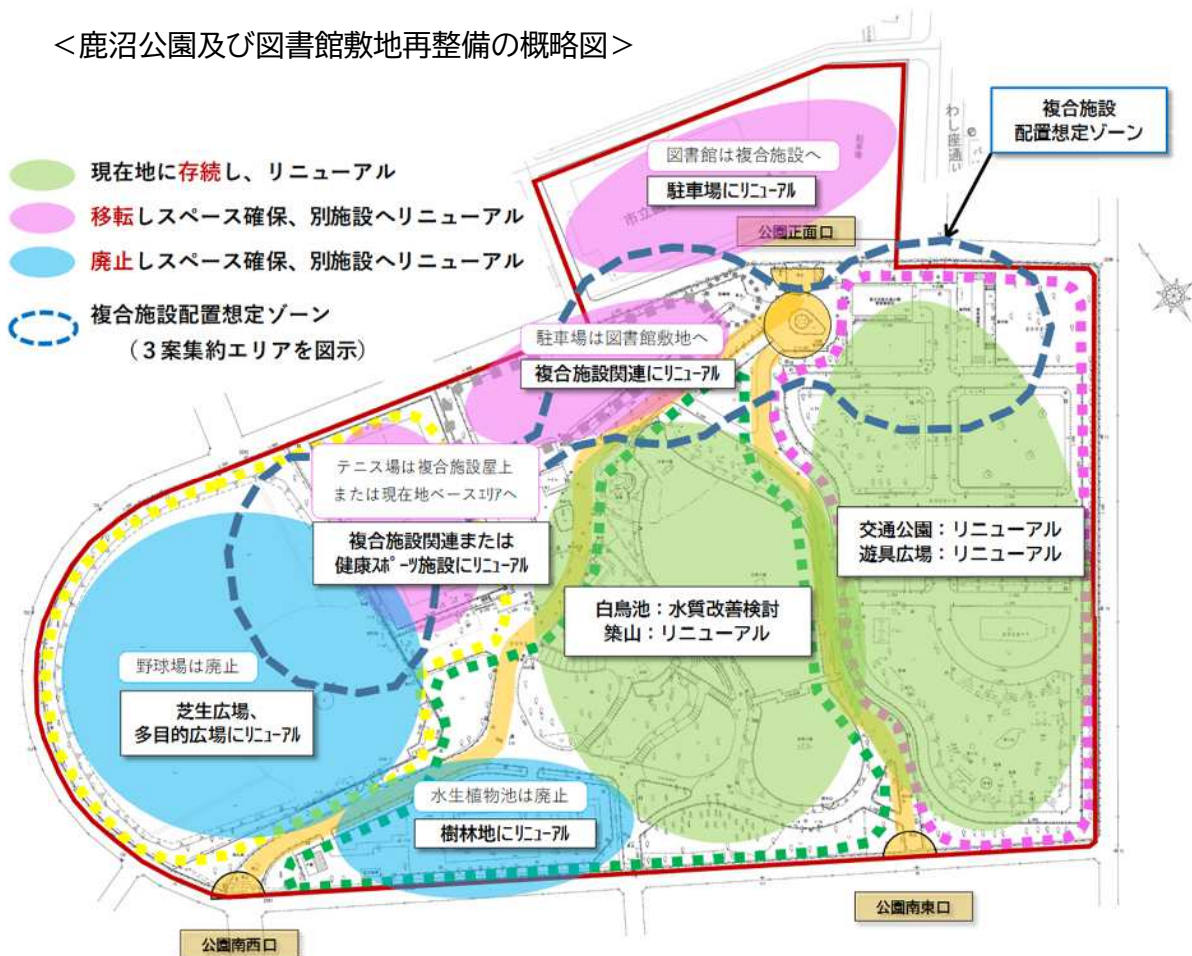 ＜鹿沼公園及び図書館敷地再整備の概略図＞
現在地に存続し、リニューアル
移転しスペース確保、別施設へリニューアル
廃止しスペース確保、別施設へリニューアル
複合施設配置想定ゾーン
（３案集約エリアを図示）
複合施設
配置想定ゾーン
わし座通り
図書館は複合施設へ
駐車場にﾘﾆｭｰｱﾙ
市立
駐車場
公園正面口
駐車場は図書館敷地へ
複合施設関連にﾘﾆｭｰｱﾙ
テニス場は複合施設屋上
または現在地ベースｴﾘｱへ
複合施設関連または
健康ｽﾎﾟｰﾂ施設にﾘﾆｭｰｱﾙ
交通公園：リニューアル
遊具広場：リニューアル
白鳥池：水質改善検討
築山：リニューアル
野球場は廃止
芝生広場、
多目的広場にﾘﾆｭｰｱﾙ
水生植物池は廃止
樹林地にﾘﾆｭｰｱﾙ
公園南西口
公園南東口